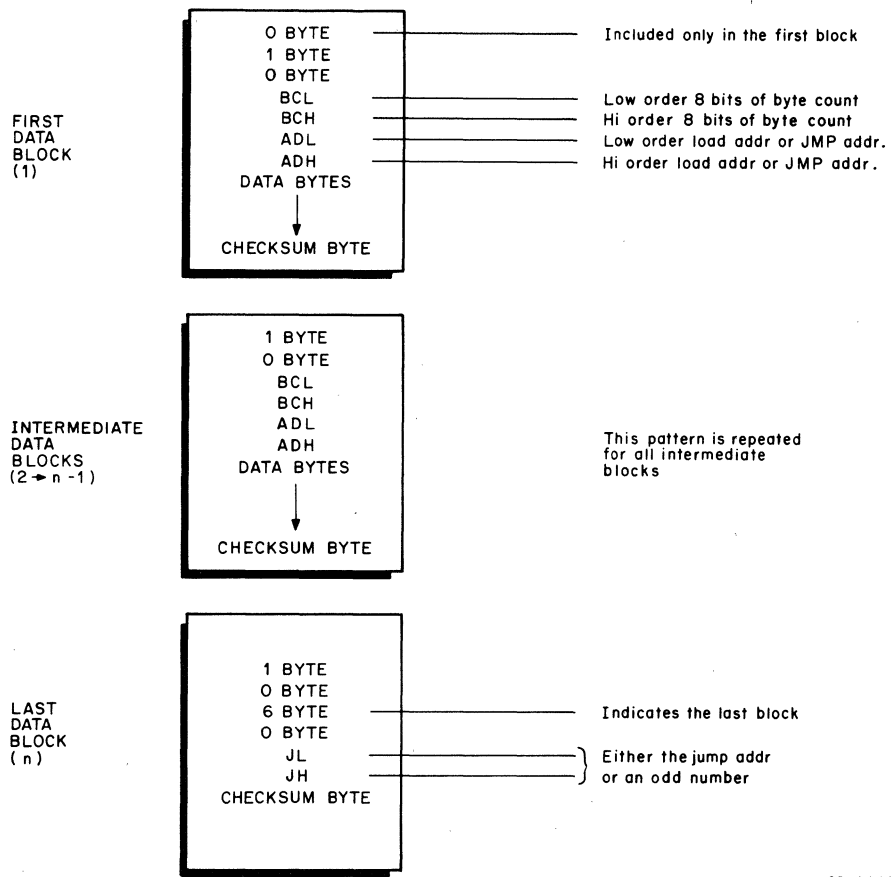 FIRST
DATA
BLOCK
(1)
0 BYTE
1 BYTE
0 BYTE
BCL
BCH
ADL
ADH
DATA BYTES
CHECKSUM BYTE
Included only in the first block
Low order 8 bits of byte count
Hi order 8 bits of byte count
Low order load addr or JMP addr.
Hi order load addr or JMP addr.
INTERMEDIATE
DATA
BLOCKS
(2→n-1)
1 BYTE
0 BYTE
BCL
BCH
ADL
ADH
DATA BYTES
CHECKSUM BYTE
This pattern is repeated
for all intermediate
blocks
LAST
DATA
BLOCK
(n)
1 BYTE
0 BYTE
6 BYTE
0 BYTE
JL
JH
CHECKSUM BYTE
Indicates the last block
Either the jump addr
or an odd number